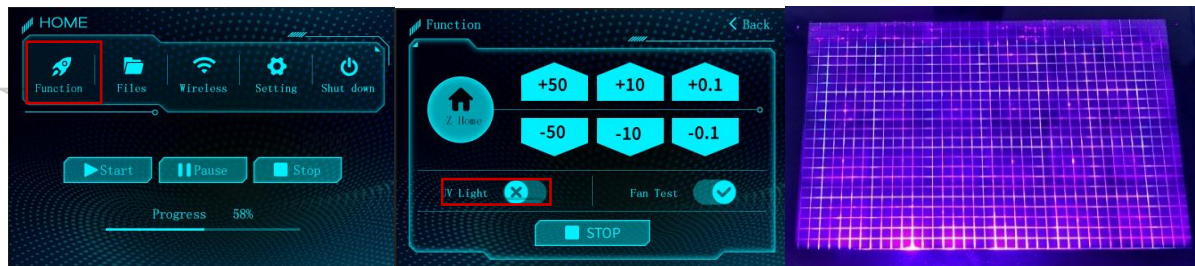 HOME
Function Files Wireless Setting Shut down
Start Pause Stop
Progress 58%
Function Back
+50 +10 +0.1
Z Home
-50 -10 -0.1
V Light Fan Test
STOP